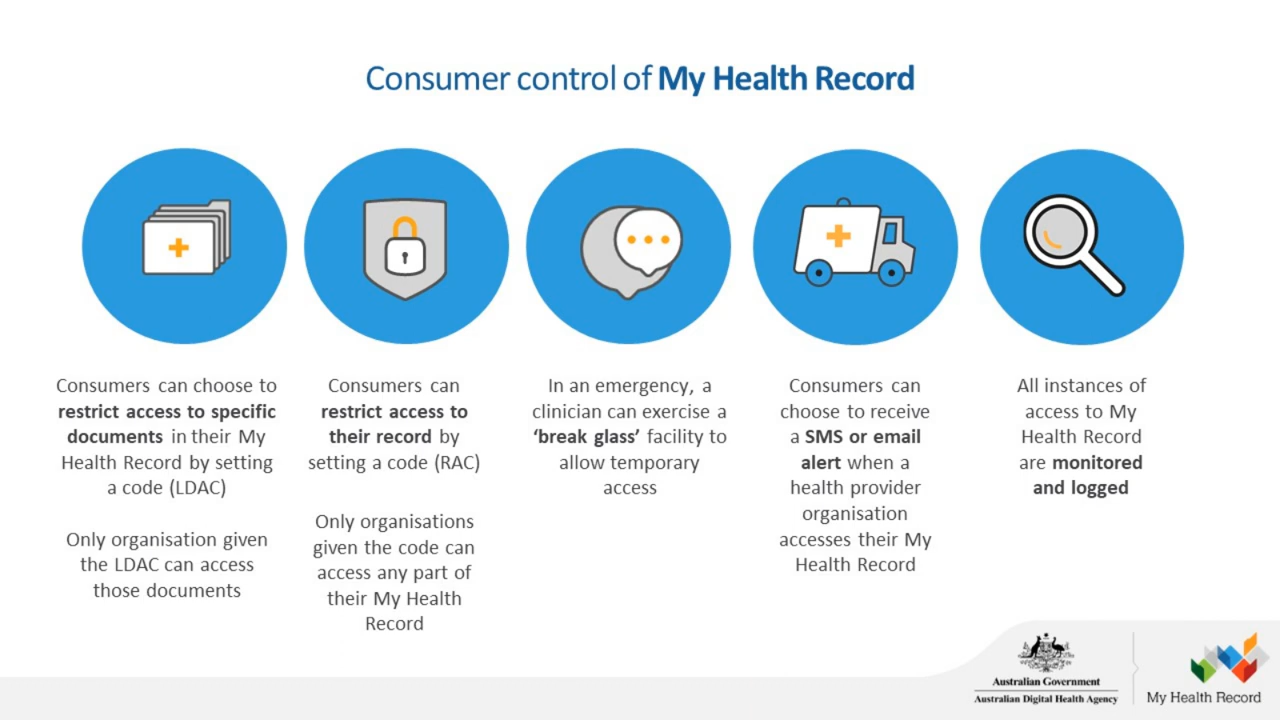 Consumer control of My Health Record
Consumers can choose to
restrict access to specific
documents in their My
Health Record by setting
a code (LDAC)
Only organisation given
the LDAC can access
those documents
Consumers can
restrict access to
their record by
setting a code (RAC)
Only organisations
given the code can
access any part of
their My Health
Record
In an emergency, a
clinician can exercise a
‘break glass’ facility to
allow temporary
access
Consumers can
choose to receive
a SMS or email
alert when a
health provider
organisation
accesses their My
Health Record
All instances of
access to My
Health Record
are monitored
and logged
Australian Government
Australian Digital Health Agency
My Health Record